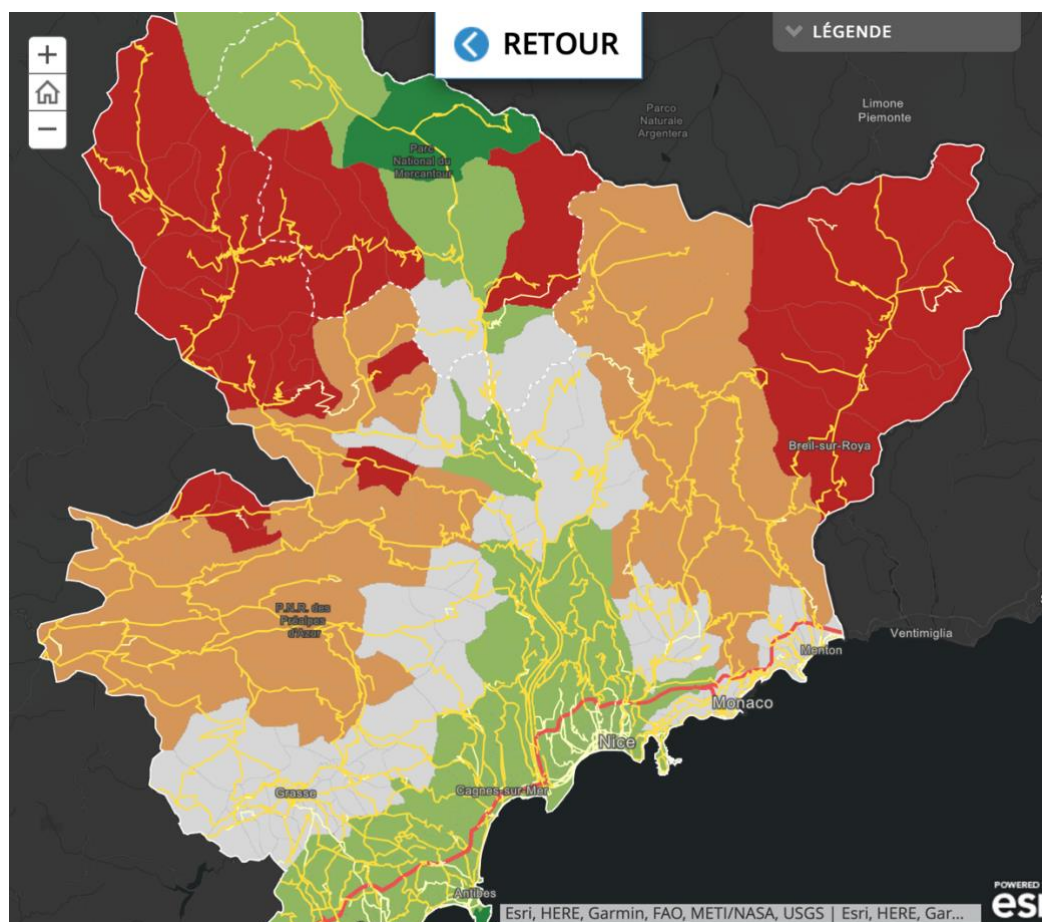 +
−
RETOUR
LÉGENDE
Parco
Naturale
Argentera
Limone
Piemonte
Parc
National du
Mercantour
Breil-sur-Roya
P.N.R. des
Préalpes
d'Azur
Ventimiglia
Menton
Monaco
Nice
Grasse
Cagnes-sur-Mer
Antibes
POWERED
esri
Esri, HERE, Garmin, FAO, METI/NASA, USGS | Esri, HERE, Gar...